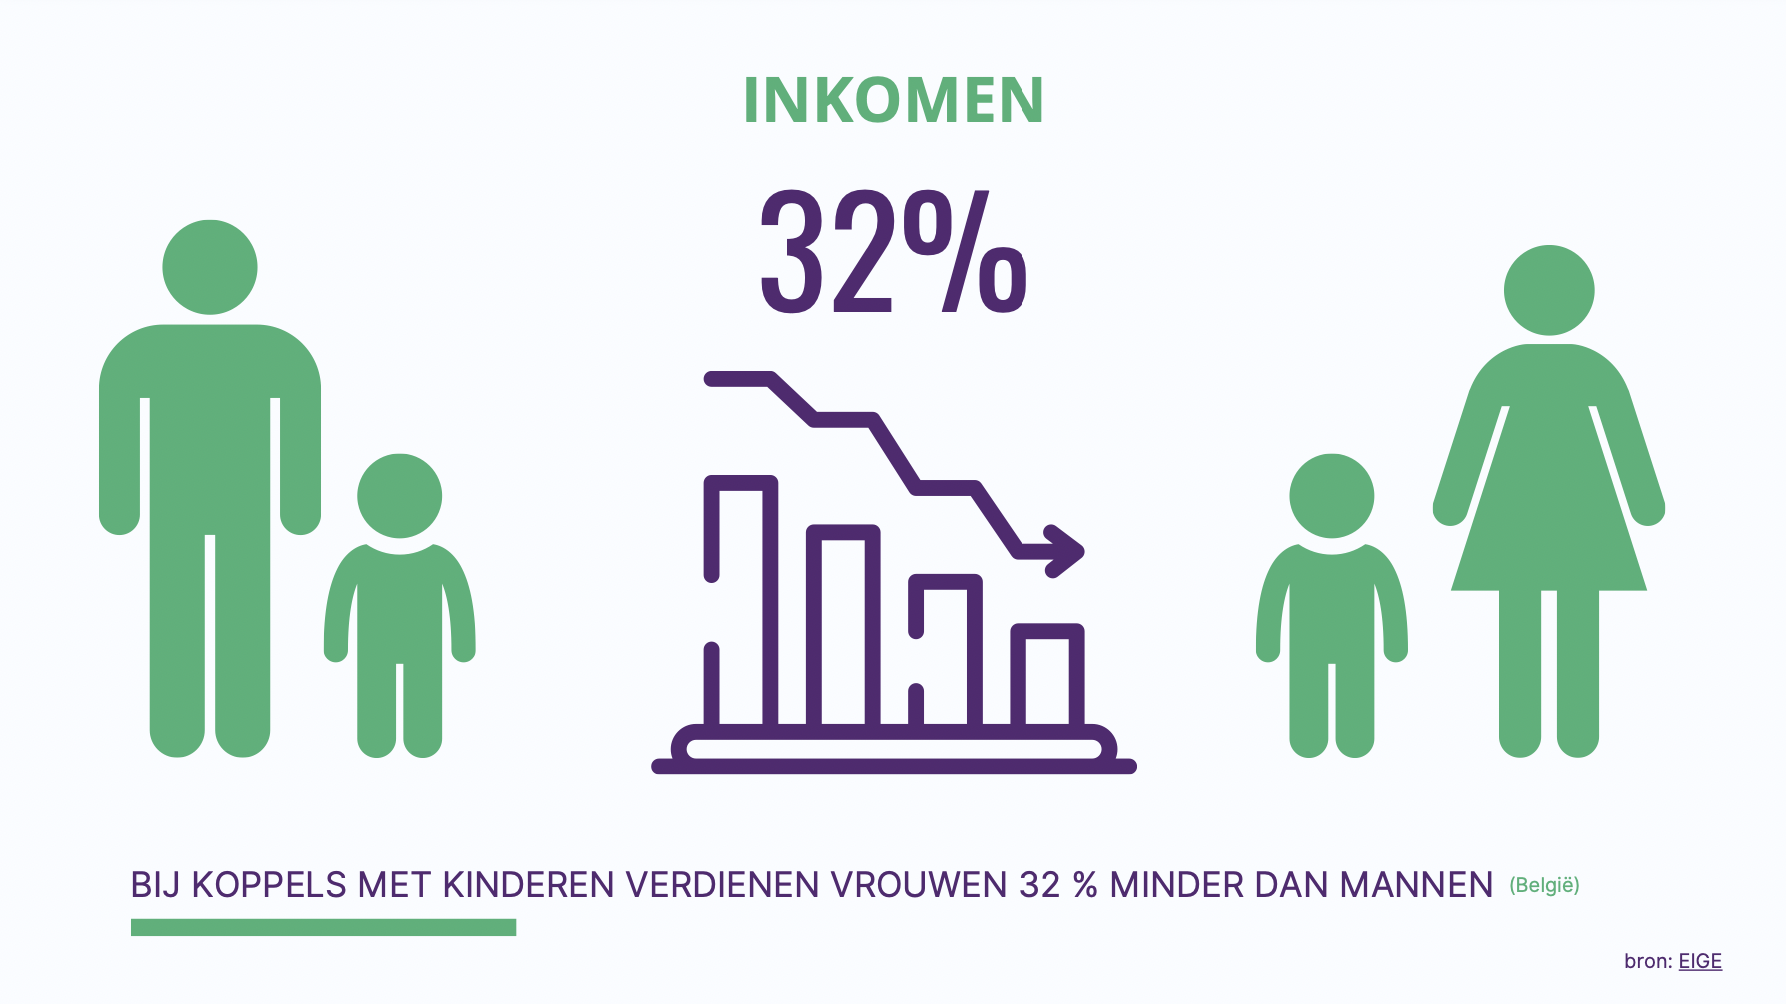 INKOMEN
32%
BIJ KOPPELS MET KINDEREN VERDIENEN VROUWEN 32 % MINDER DAN MANNEN (België)
bron: EIGE